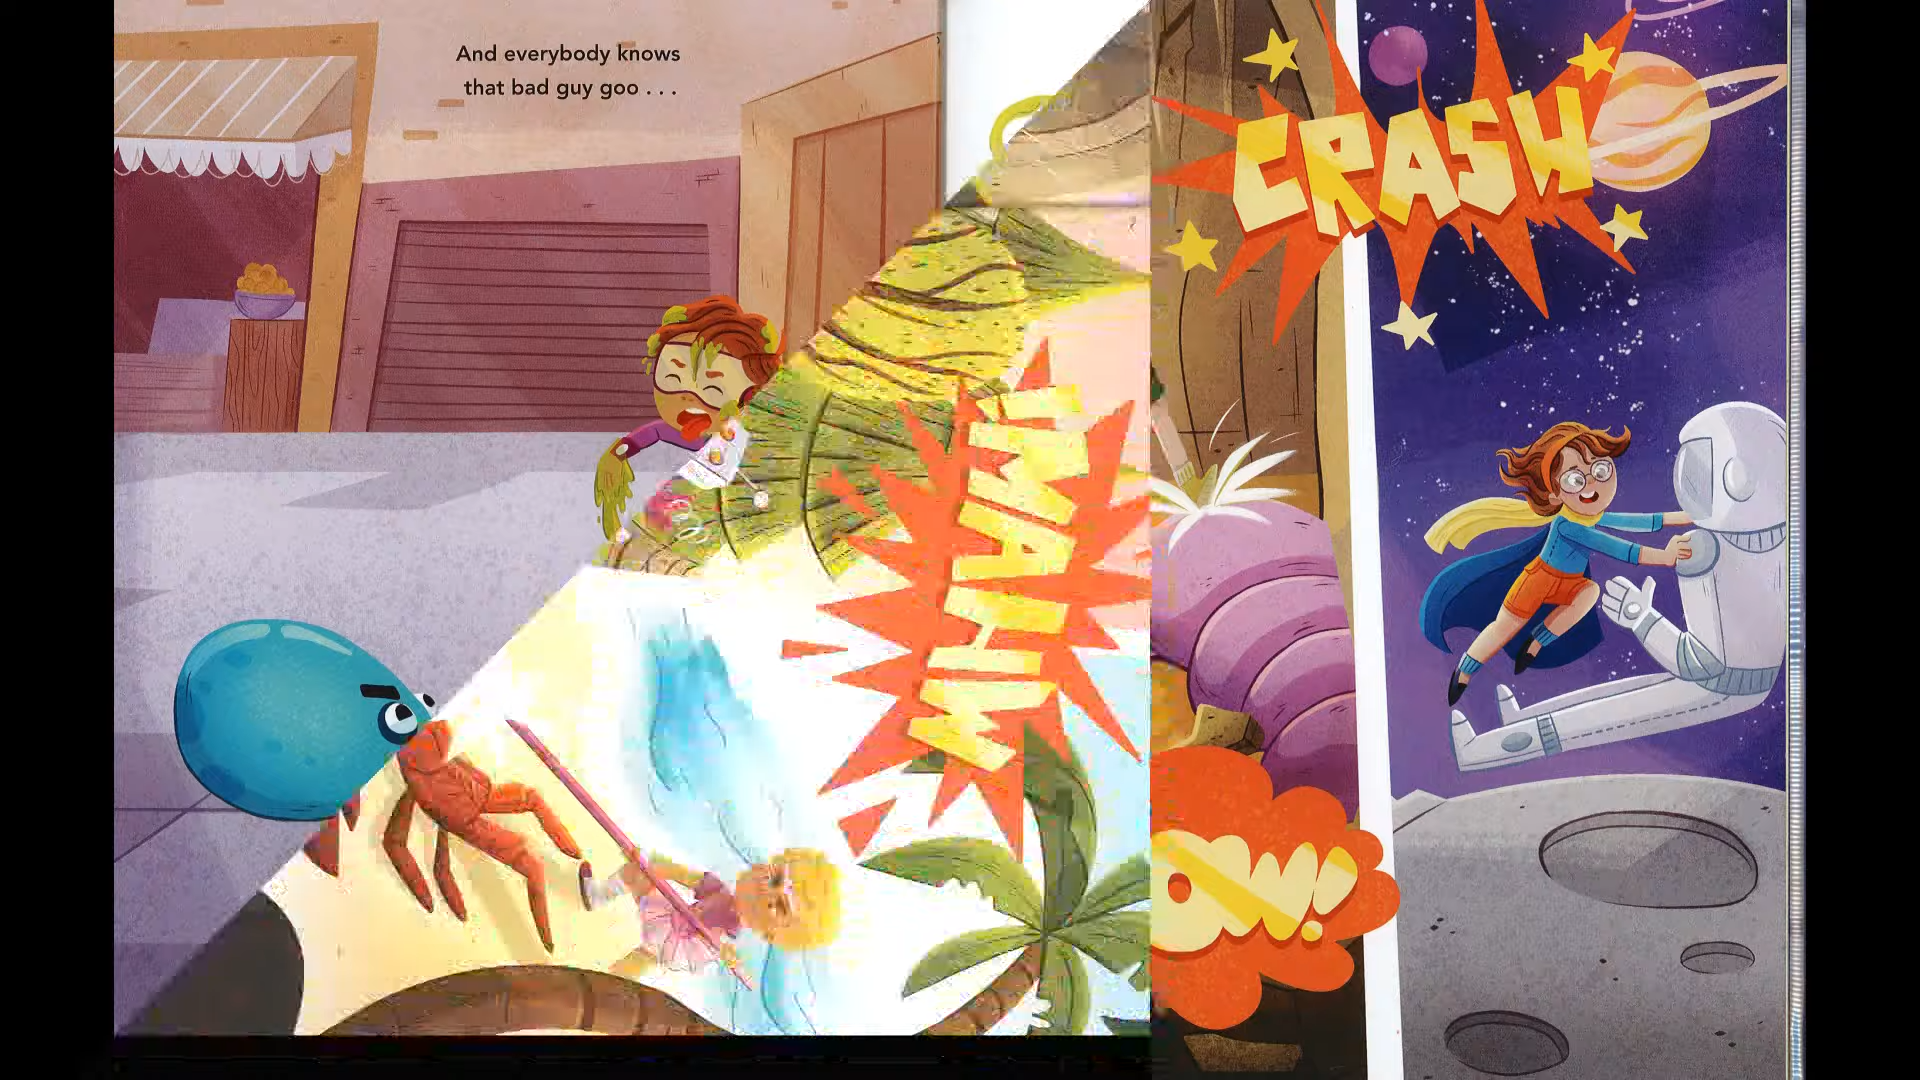 And everybody knows
that bad guy goo . . .
CRASH
WHAM!
OW!